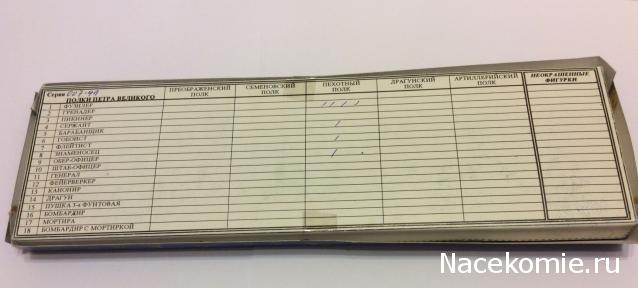 Серия 007-49 ПРЕОБРАЖЕНСКИЙ ПОЛК СЕМЕНОВСКИЙ ПОЛК ПЕХОТНЫЙ ПОЛК ДРАГУНСКИЙ ПОЛК АРТИЛЛЕРИЙСКИЙ ПОЛК НЕОКРАШЕННЫЕ ФИГУРКИ
ПОЛКИ ПЕТРА ВЕЛИКОГО
1 ФУЗИЛЕР
2 ГРЕНАДЕР
3 ПИКИНЕР
4 СЕРЖАНТ
5 БАРАБАНЩИК
6 ГОБОИСТ
7 ФЛЕЙТИСТ
8 ЗНАМЕНОСЕЦ
9 ОБЕР-ОФИЦЕР
10 ШТАБ-ОФИЦЕР
11 ГЕНЕРАЛ
12 ФЕЙЕРВЕРКЕР
13 КАНОНИР
14 ДРАГУН
15 ПУШКА 3-х ФУНТОВАЯ
16 БОМБАРДИР
17 МОРТИРА
18 БОМБАРДИР С МОРТИРКОЙ
Nacekomie.ru